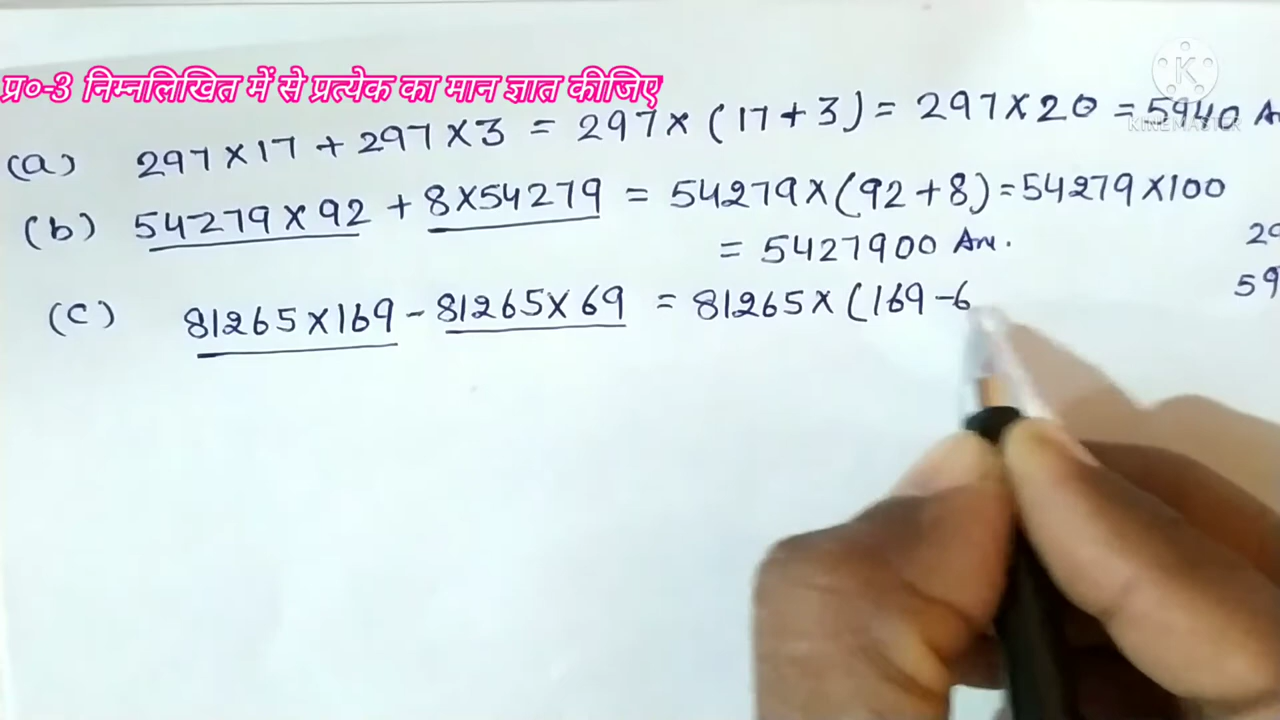 प्र०-3 निम्नलिखित में से प्रत्येक का मान ज्ञात कीजिए
K
KINEMASTER
(a) 297×17 + 297×3 = 297×(17+3) = 297×20 = 5940
(b) 54279×92 + 8×54279 = 54279×(92+8) = 54279×100
= 5427900 Ans.
(c) 81265×169 - 81265×69 = 81265×(169-6